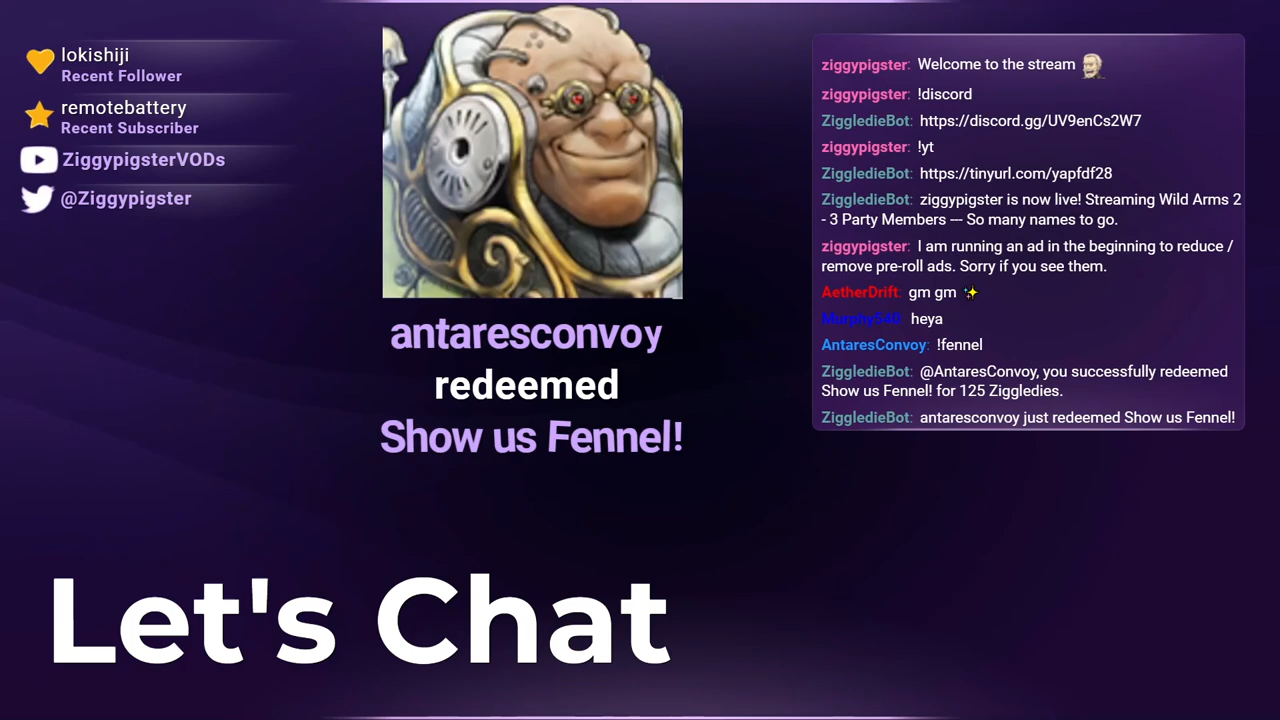 lokishiji
Recent Follower
remotebattery
Recent Subscriber
ZiggypigsterVODs
@Ziggypigster
antaresconvoy
redeemed
Show us Fennel!
ziggypigster: Welcome to the stream
ziggypigster: !discord
ZiggledieBot: https://discord.gg/UV9enCs2W7
ziggypigster: !yt
ZiggledieBot: https://tinyurl.com/yapfdf28
ZiggledieBot: ziggypigster is now live! Streaming Wild Arms 2
- 3 Party Members --- So many names to go.
ziggypigster: I am running an ad in the beginning to reduce /
remove pre-roll ads. Sorry if you see them.
AetherDrift: gm gm ✨
Murphy540: heya
AntaresConvoy: !fennel
ZiggledieBot: @AntaresConvoy, you successfully redeemed
Show us Fennel! for 125 Ziggledies.
ZiggledieBot: antaresconvoy just redeemed Show us Fennel!
Let's Chat